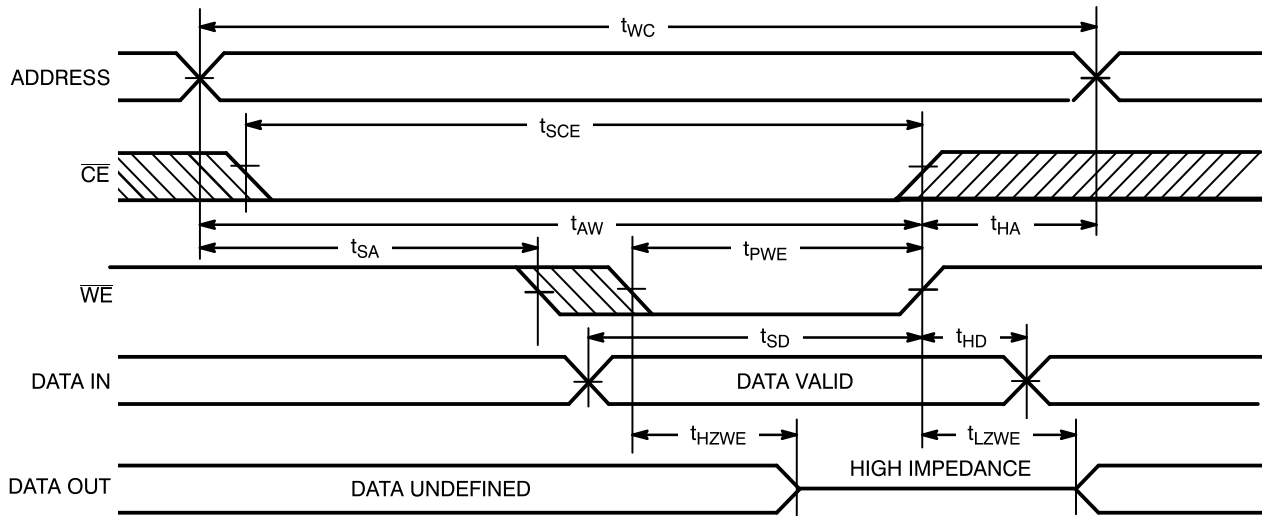 tWC
ADDRESS
tSCE
CE
tAW
tHA
tSA
tPWE
WE
tSD
tHD
DATA IN
DATA VALID
tHZWE
tLZWE
HIGH IMPEDANCE
DATA OUT
DATA UNDEFINED